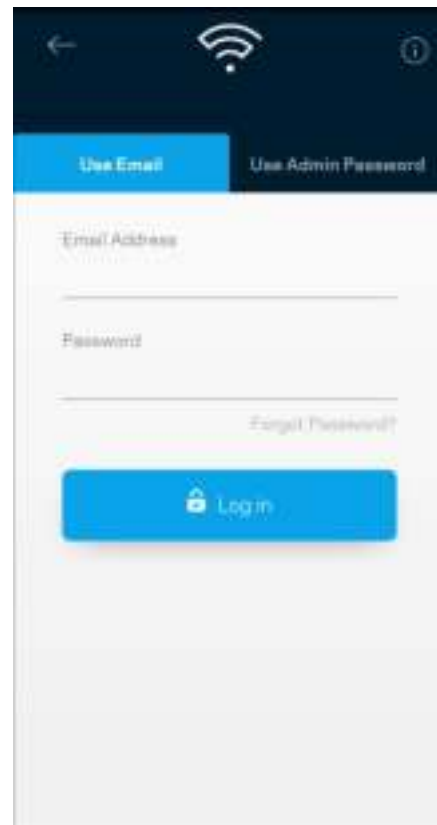 Use Email
Use Admin Password
Email Address
Password
Forgot Password?
Log in